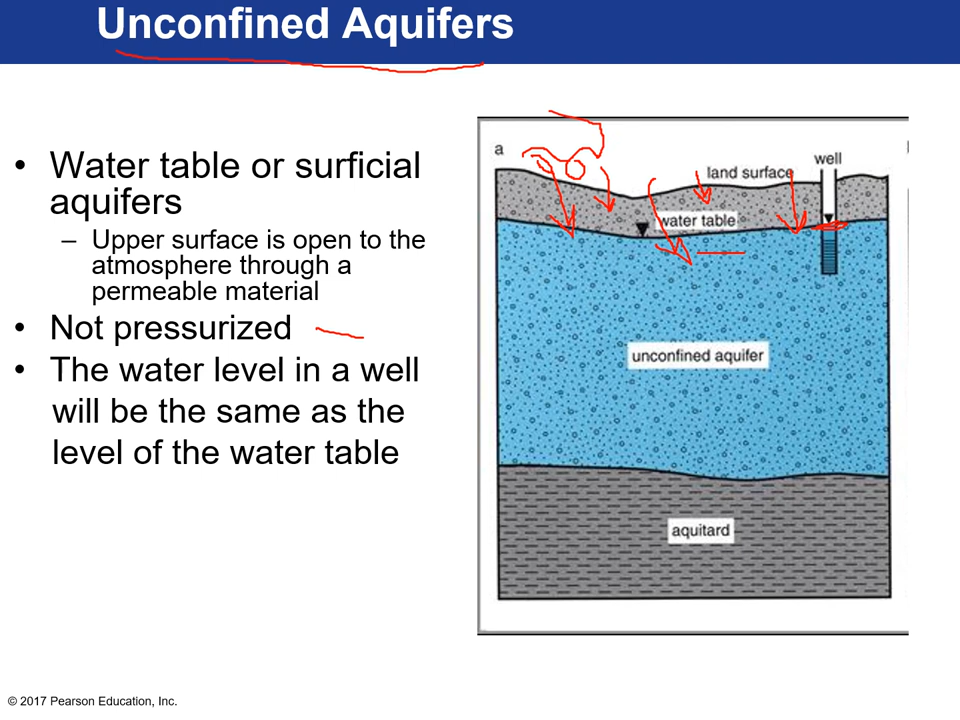 Unconfined Aquifers
• Water table or surficial
aquifers
– Upper surface is open to the
atmosphere through a
permeable material
• Not pressurized
• The water level in a well
will be the same as the
level of the water table
a
well
land surface
water table
unconfined aquifer
aquitard
© 2017 Pearson Education, Inc.